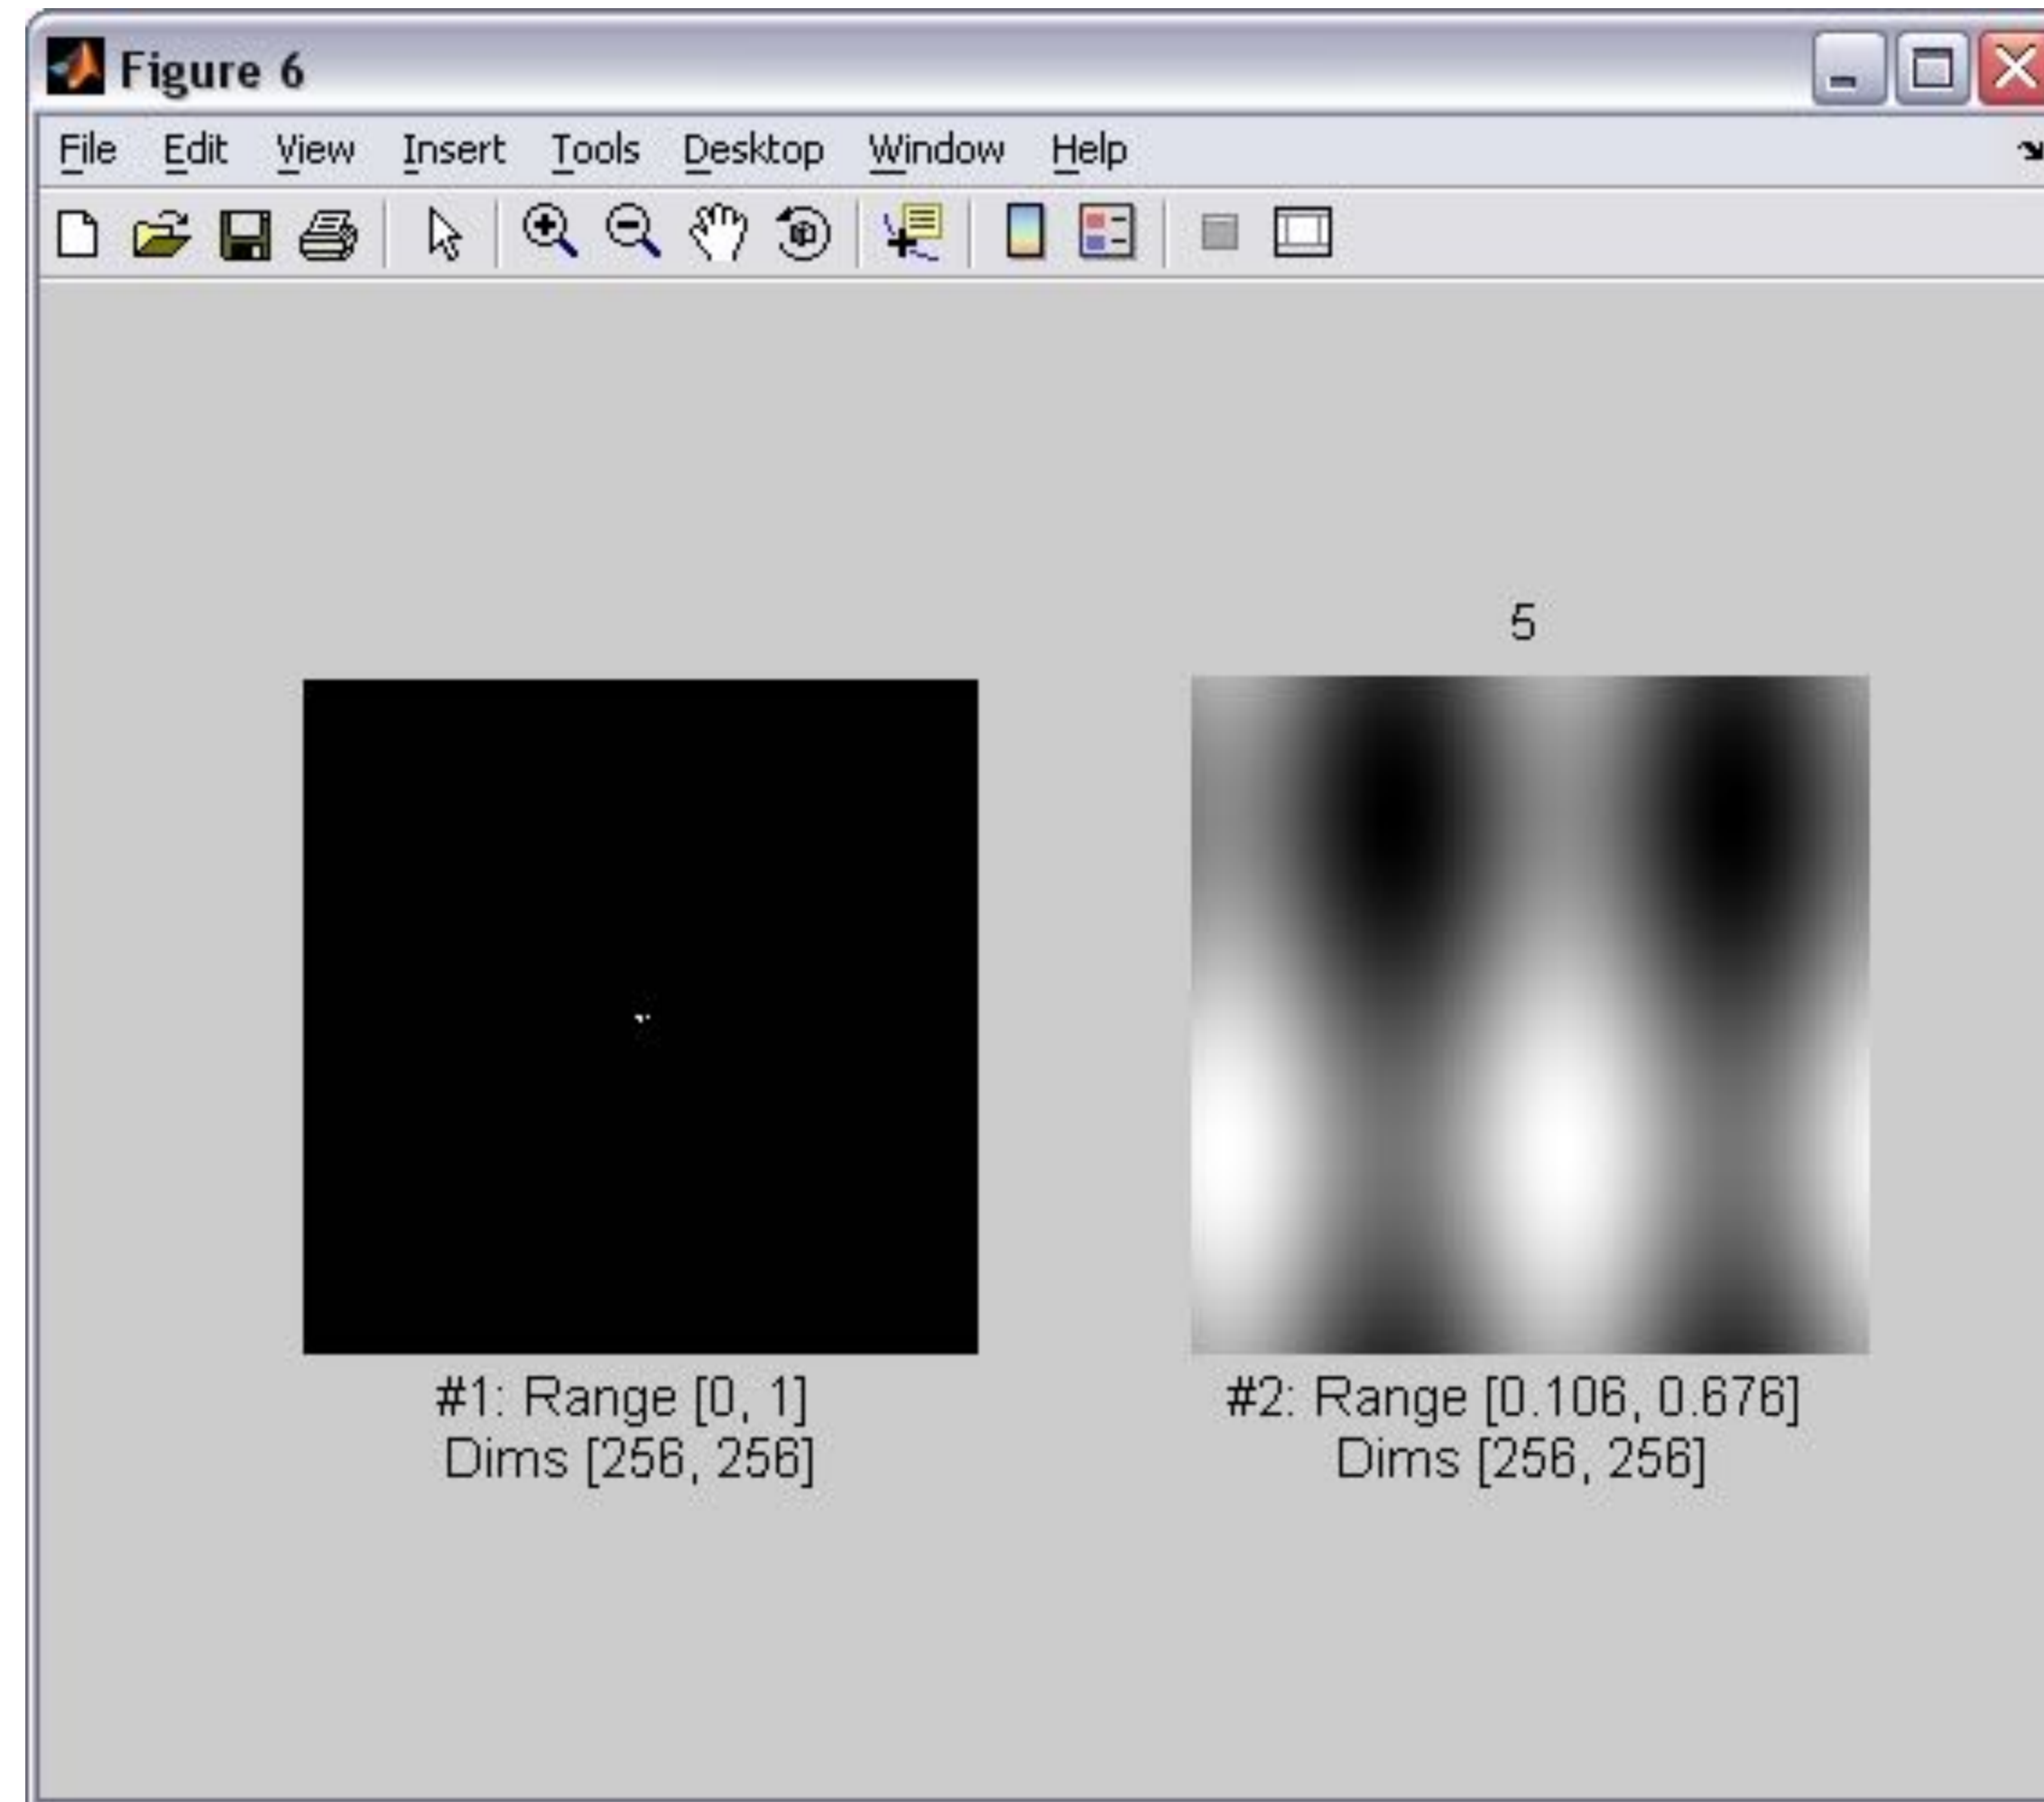 Figure 6
File Edit View Insert Tools Desktop Window Help
5
#1: Range [0, 1]
Dims [256, 256]
#2: Range [0.106, 0.676]
Dims [256, 256]